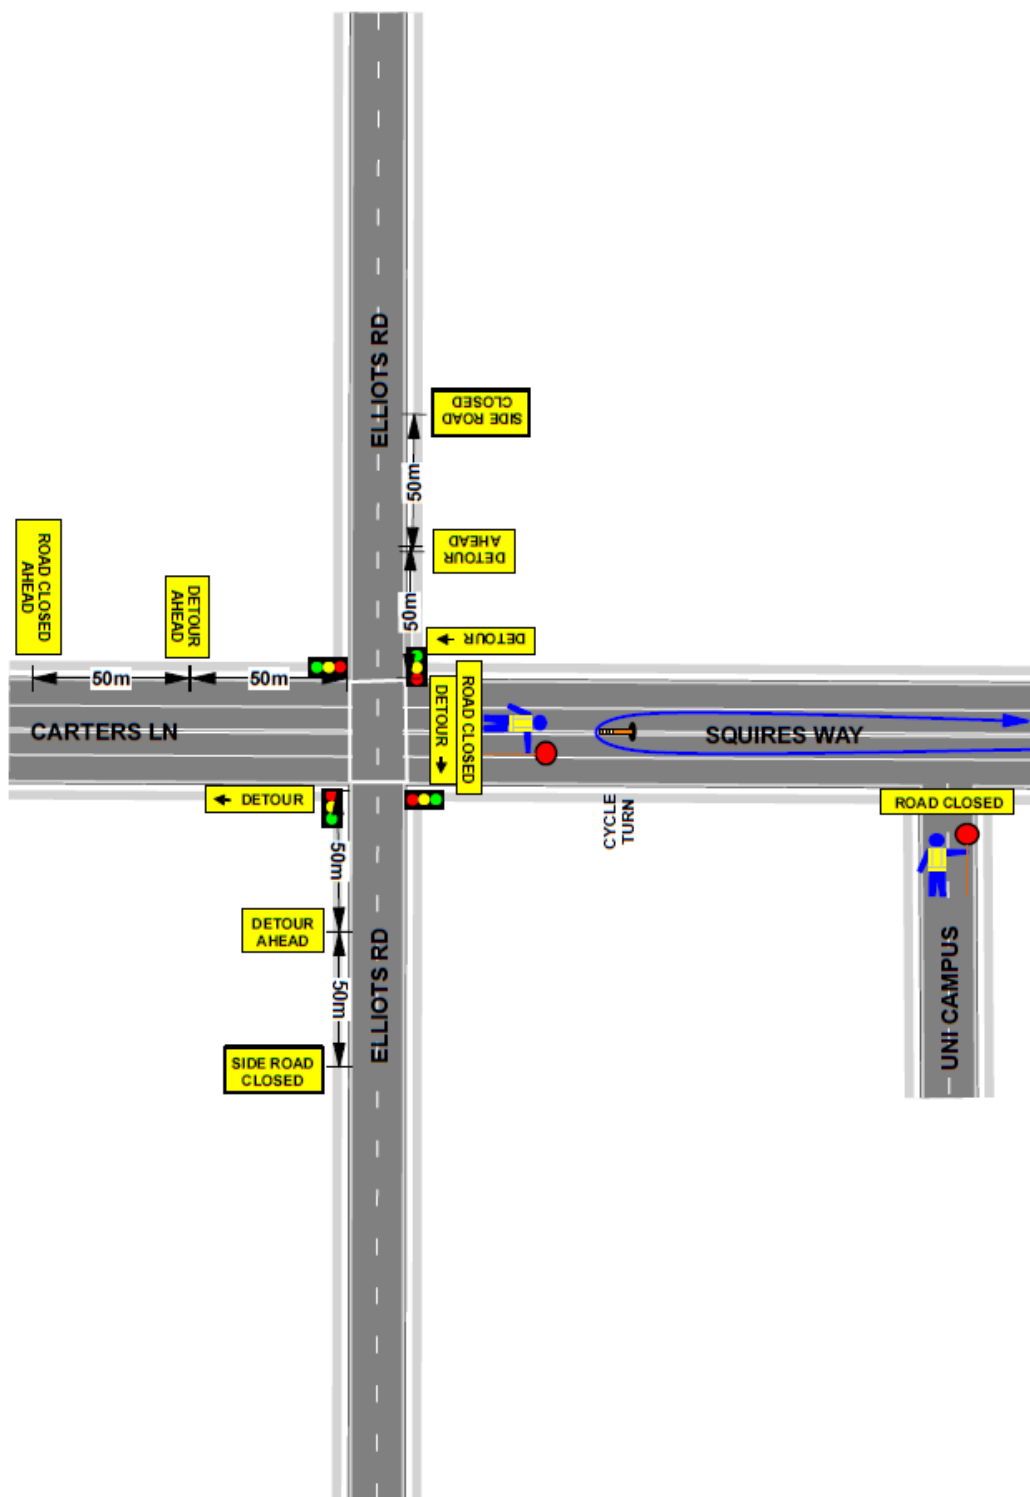 ELLIOTS RD
SIDE ROAD
CLOSED
50m
DETOUR
AHEAD
50m
ROAD CLOSED
AHEAD
DETOUR
AHEAD
DETOUR
50m
50m
ROAD CLOSED
DETOUR
CARTERS LN
SQUIRES WAY
DETOUR
CYCLE
TURN
ROAD CLOSED
50m
DETOUR
AHEAD
50m
ELLIOTS RD
UNI CAMPUS
SIDE ROAD
CLOSED